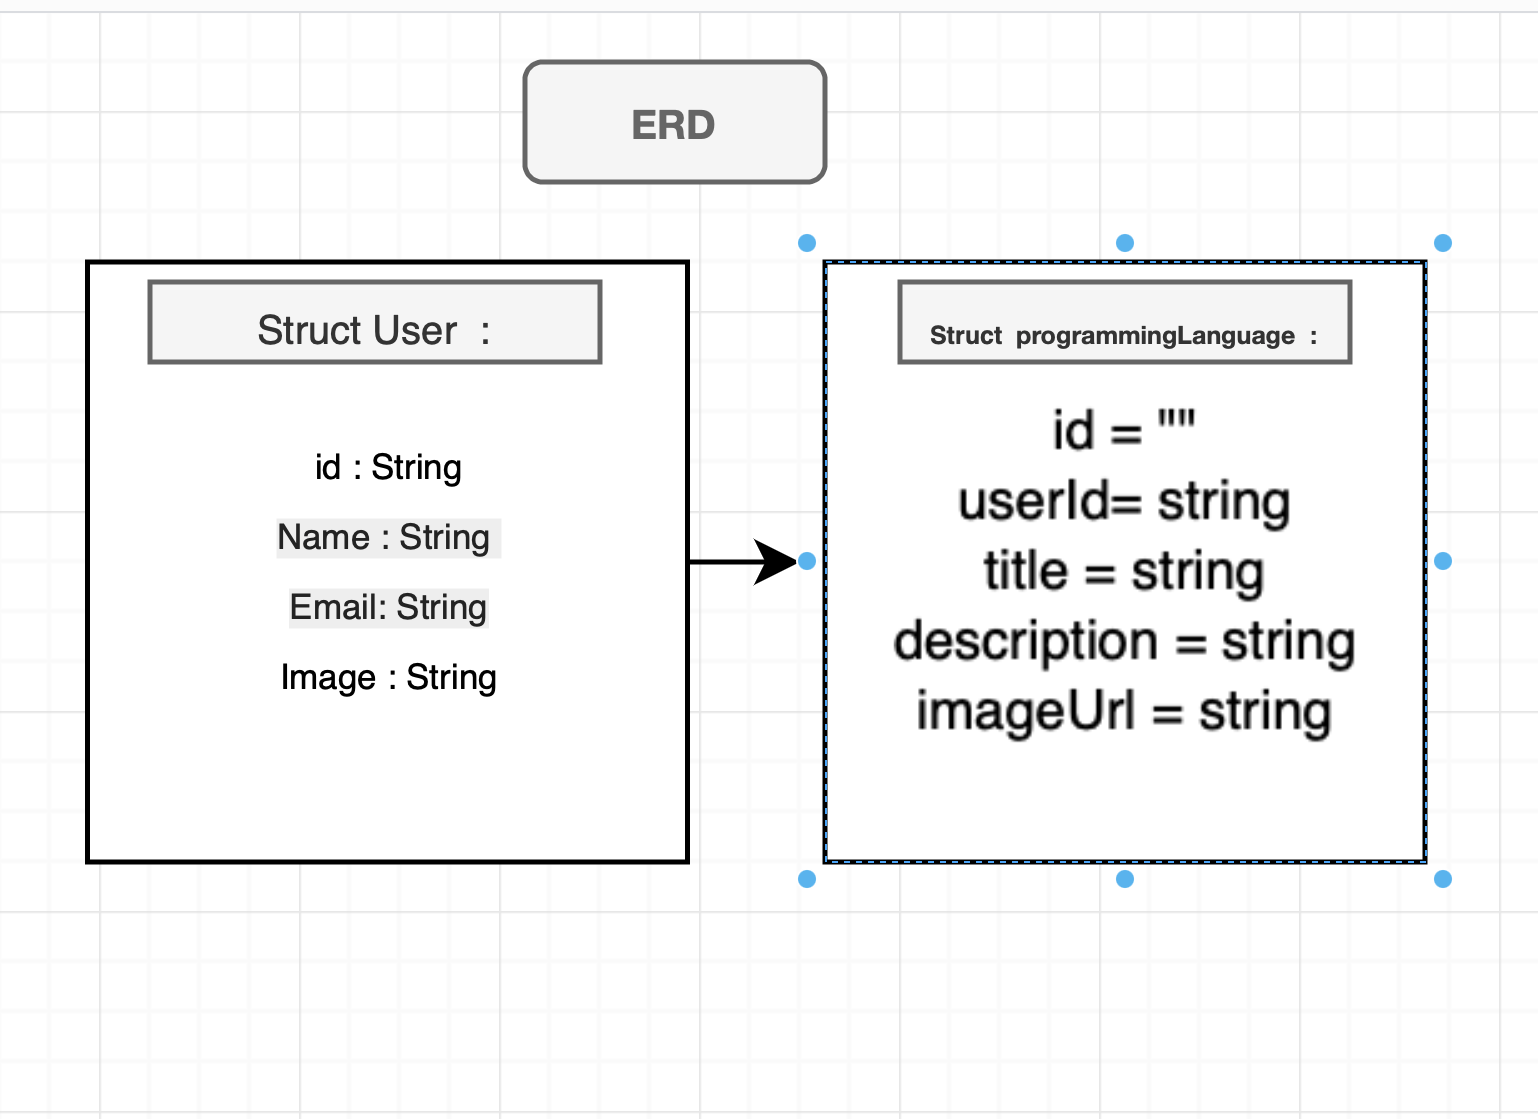 ERD
Struct User :
id : String
Name : String
Email: String
Image : String
Struct programmingLanguage :
id = ""
userId= string
title = string
description = string
imageUrl = string